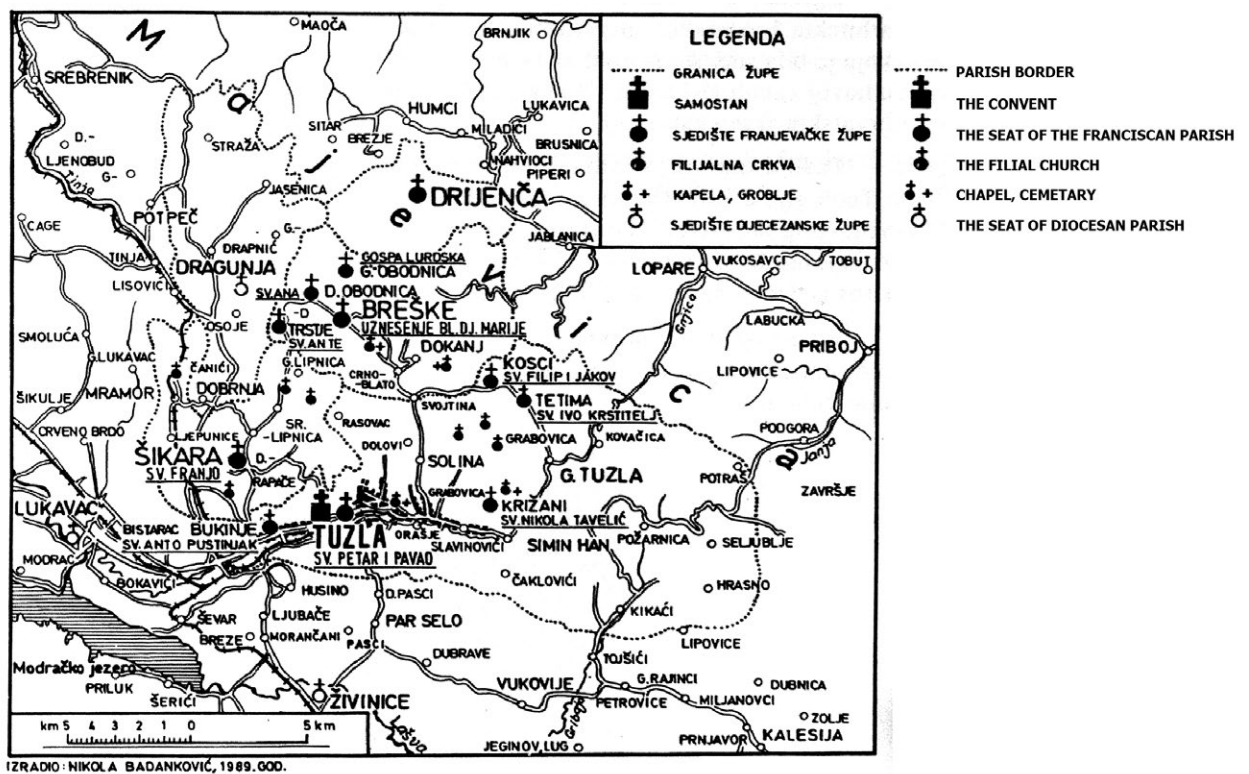 MAOČA
BRNJIK
LEGENDA
SREBRENIK
GRANICA ŽUPE
PARISH BORDER
HUMCI
LUKAVICA
SAMOSTAN
THE CONVENT
D.-
LJENOBUD
G-
STRAŽA
SITAR
BREZJE
MILADIĆI
BRUSNICA
SJEDIŠTE FRANJEVAČKE ŽUPE
THE SEAT OF THE FRANCISCAN PARISH
NAHVIOCI
PIPERI
FILIJALNA CRKVA
THE FILIAL CHURCH
Tinja
JASENICA
DRIJENČA
KAPELA, GROBLJE
CHAPEL, CEMETARY
POTPEČ
CAGE
SJEDIŠTE DIJECEZANSKE ŽUPE
THE SEAT OF DIOCESAN PARISH
M a j e v i c a
G.-
DRAPNIĆ
JABLANICA
TINJA
DRAGUNJA
GOSPA LURDSKA
G.-OBODNICA
LOPARE
VUKOSAVCI
TOBUT
LISOVIĆI
SV.ANA
D. OBODNICA
Gnjica
-D
BREŠKE
UZNESENJE BL.DJ. MARIJE
LABUCKA
OSOJE
TRSTJE
SV.ANTE
SMOLUĆA
G.LUKAVAC
DOKANJ
PRIBOJ
ČANIĆI
G.LIPNICA
CRNO-
BLATO
KOSCI
SV. FILIP I JAKOV
LIPOVICE
MRAMOR
DOBRNJA
ŠIKULJE
SVOJTINA
TETIMA
SV. IVO KRSTITELJ
CRVENO BRDO
LJEPUNICE
SR.
-LIPNICA
RASOVAC
DOLOVI
GRABOVICA
KOVAČICA
PODGORA
Janja
ŠIKARA
SV. FRANJO
D.-
SOLINA
G. TUZLA
POTRAŠ
RAPAČE
GRABOVICA
ZAVRŠJE
LUKAVAC
KRIŽANI
SV.NIKOLA TAVELIĆ
BISTARAC
BUKINJE
SV. ANTO PUSTINJAK
TUZLA
SV. PETAR I PAVAO
ORAŠJE
SLAVINOVIĆI
SIMIN HAN
POŽARNICA
SELJUBLJE
MODRAC
BOKAVIĆI
ČAKLOVIĆI
HRASNO
HUSINO
D.PASCI
KIKAĆI
ŠEVAR
LJUBAČE
PAR SELO
BREZE
MORANČANI
PASCI
LIPOVICE
Modračko jezero
DUBRAVE
TOJŠIĆI
PRILUK
VUKOVIJE
G.RAJINCI
DUBNICA
ŠERIĆI
ŽIVINICE
PETROVICE
MILJANOVCI
ZOLJE
km 5 4 3 2 1 0 5 km
Gribaja
KALESIJA
PRNJAVOR
JEGINOV, LUG
IZRADIO: NIKOLA BADANKOVIĆ, 1989. GOD.